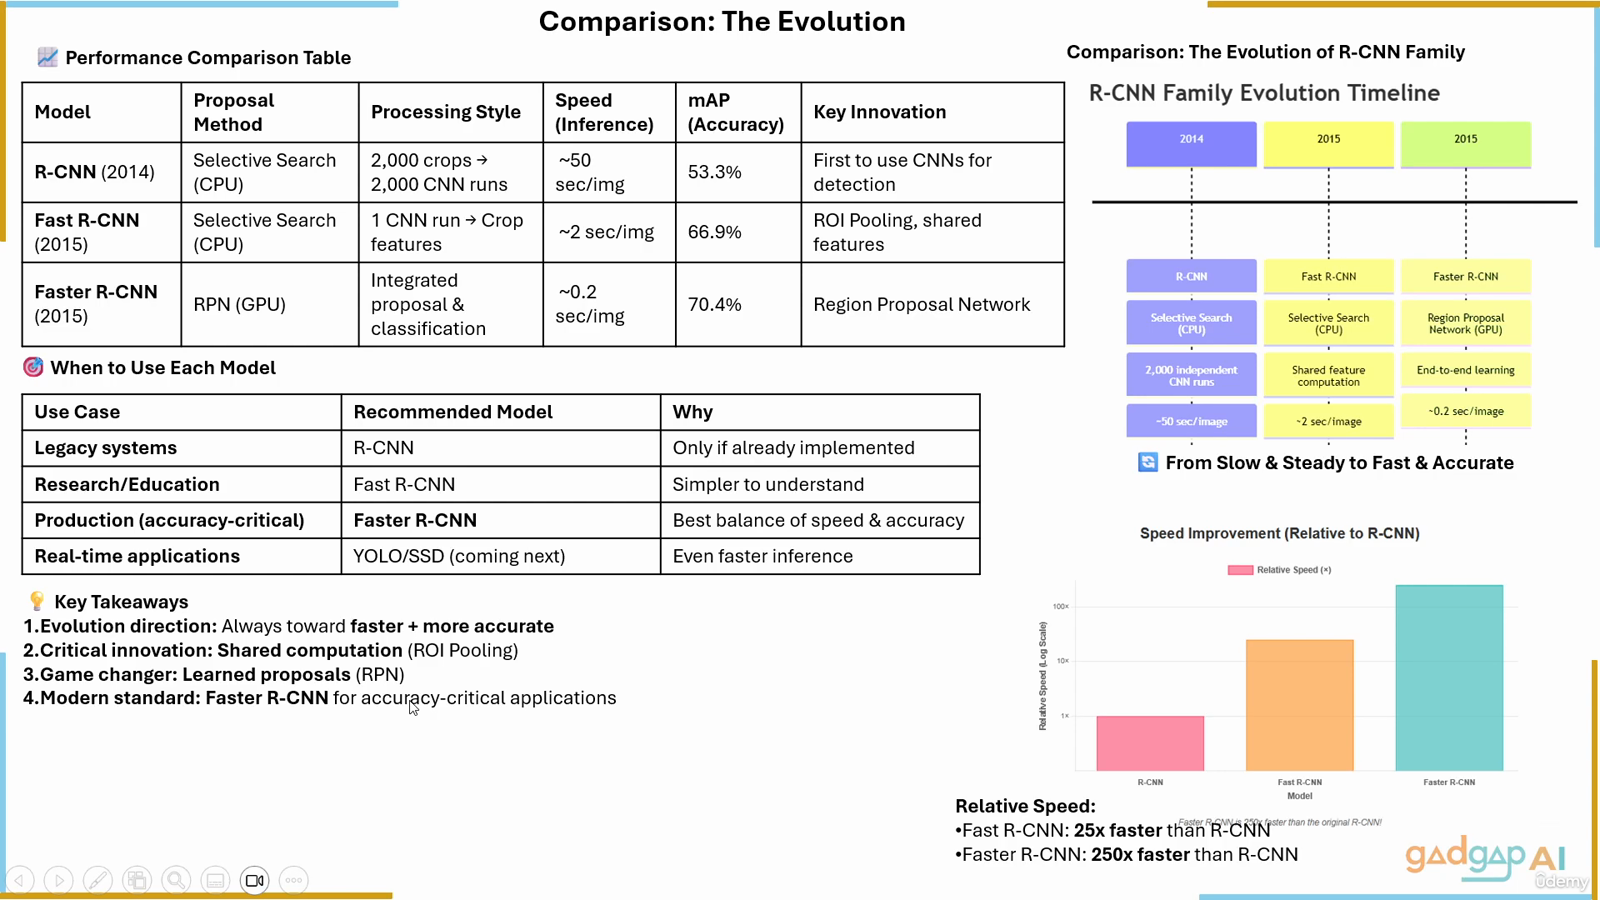 Comparison: The Evolution
Performance Comparison Table
Model
Proposal
Method
Processing Style
Speed
(Inference)
mAP
(Accuracy)
Key Innovation
R-CNN (2014)
Selective Search
(CPU)
2,000 crops →
2,000 CNN runs
~50
sec/img
53.3%
First to use CNNs for
detection
Fast R-CNN
(2015)
Selective Search
(CPU)
1 CNN run → Crop
features
~2 sec/img
66.9%
ROI Pooling, shared
features
Faster R-CNN
(2015)
RPN (GPU)
Integrated
proposal &
classification
~0.2
sec/img
70.4%
Region Proposal Network
When to Use Each Model
Use Case
Recommended Model
Why
Legacy systems
R-CNN
Only if already implemented
Research/Education
Fast R-CNN
Simpler to understand
Production (accuracy-critical)
Faster R-CNN
Best balance of speed & accuracy
Real-time applications
YOLO/SSD (coming next)
Even faster inference
Key Takeaways
1.Evolution direction: Always toward faster + more accurate
2.Critical innovation: Shared computation (ROI Pooling)
3.Game changer: Learned proposals (RPN)
4.Modern standard: Faster R-CNN for accuracy-critical applications
Comparison: The Evolution of R-CNN Family
R-CNN Family Evolution Timeline
2014
2015
2015
R-CNN
Fast R-CNN
Faster R-CNN
Selective Search
(CPU)
Selective Search
(CPU)
Region Proposal
Network (GPU)
2,000 independent
CNN runs
Shared feature
computation
End-to-end learning
~50 sec/image
~2 sec/image
~0.2 sec/image
From Slow & Steady to Fast & Accurate
Speed Improvement (Relative to R-CNN)
Relative Speed (×)
Relative Speed (Log Scale)
100×
10×
1×
R-CNN
Fast R-CNN
Faster R-CNN
Model
Faster R-CNN is 250x faster than the original R-CNN!
Relative Speed:
•Fast R-CNN: 25x faster than R-CNN
•Faster R-CNN: 250x faster than R-CNN
gadgap AI
Udemy